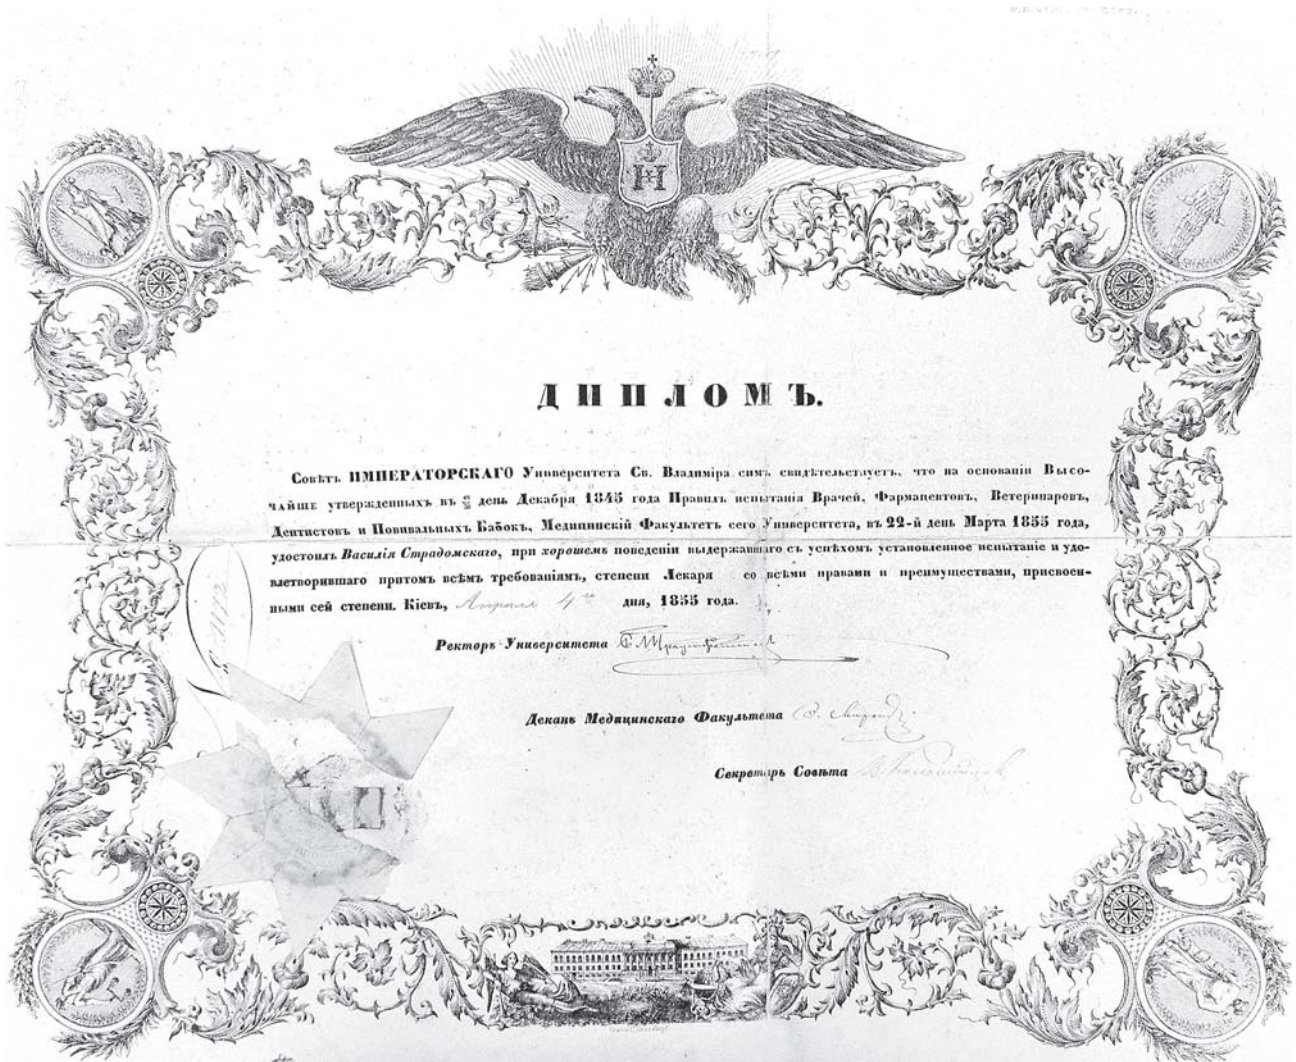 ДИПЛОМЪ.
Совѣтъ ИМПЕРАТОРСКАГО Университета Св. Владиміра симъ свидѣтельствуетъ, что на основаніи Высо-
чайше утвержденныхъ въ день Декабря 1845 года Правилъ испытанія Врачей, Фармацевтовъ, Ветеринаровъ,
Дентистовъ и Повивальныхъ Бабокъ, Медицинскій Факультетъ сего Университета, въ 22-й день Марта 1855 года,
удостоилъ Василія Страдомскаго, при хорошемъ поведеніи выдержавшаго съ успѣхомъ установленное испытаніе и удо-
влетворившаго притомъ всѣмъ требованіямъ, степени Лекаря со всѣми правами и преимуществами, присвоен-
ными сей степени. Кіевъ, Апрѣля 4го дня, 1855 года.
Ректоръ Университета
Деканъ Медицинскаго Факультета
Секретарь Совѣта